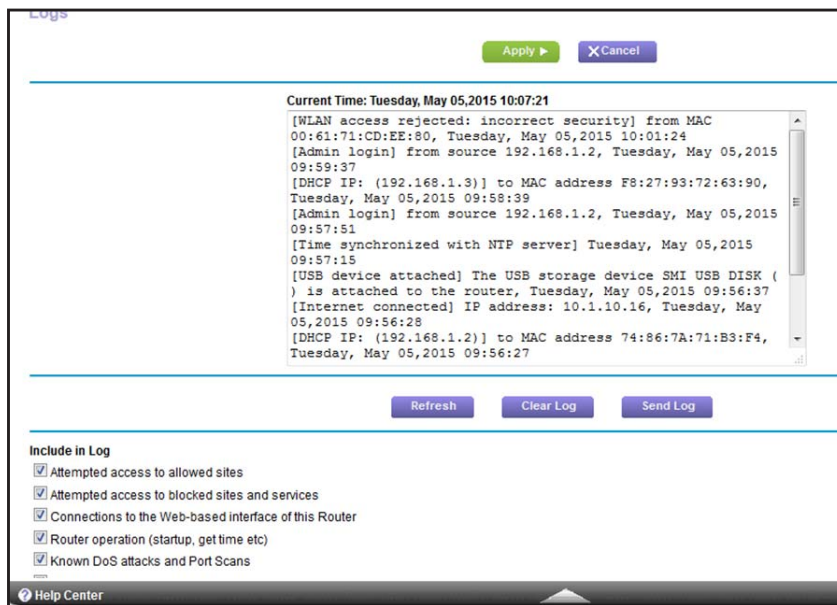 Logs
Apply
Cancel
Current Time: Tuesday, May 05,2015 10:07:21
[WLAN access rejected: incorrect security] from MAC
00:61:71:CD:EE:80, Tuesday, May 05,2015 10:01:24
[Admin login] from source 192.168.1.2, Tuesday, May 05,2015
09:59:37
[DHCP IP: (192.168.1.3)] to MAC address F8:27:93:72:63:90,
Tuesday, May 05,2015 09:58:39
[Admin login] from source 192.168.1.2, Tuesday, May 05,2015
09:57:51
[Time synchronized with NTP server] Tuesday, May 05,2015
09:57:15
[USB device attached] The USB storage device SMI USB DISK (
) is attached to the router, Tuesday, May 05,2015 09:56:37
[Internet connected] IP address: 10.1.10.16, Tuesday, May
05,2015 09:56:28
[DHCP IP: (192.168.1.2)] to MAC address 74:86:7A:71:B3:F4,
Tuesday, May 05,2015 09:56:27
Refresh
Clear Log
Send Log
Include in Log
Attempted access to allowed sites
Attempted access to blocked sites and services
Connections to the Web-based interface of this Router
Router operation (startup, get time etc)
Known DoS attacks and Port Scans
Help Center